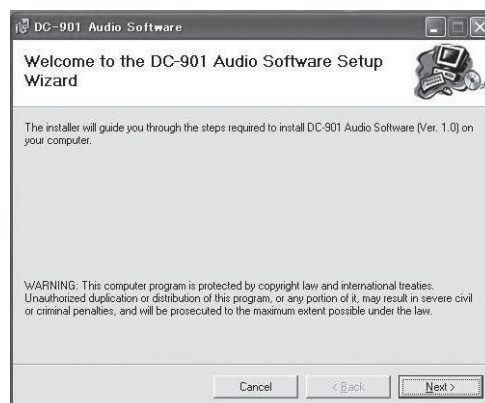 DC-901 Audio Software
Welcome to the DC-901 Audio Software Setup
Wizard
The installer will guide you through the steps required to install DC-901 Audio Software (Ver. 1.0) on
your computer.
WARNING: This computer program is protected by copyright law and international treaties.
Unauthorized duplication or distribution of this program, or any portion of it, may result in severe civil
or criminal penalties, and will be prosecuted to the maximum extent possible under the law.
Cancel
< Back
Next >